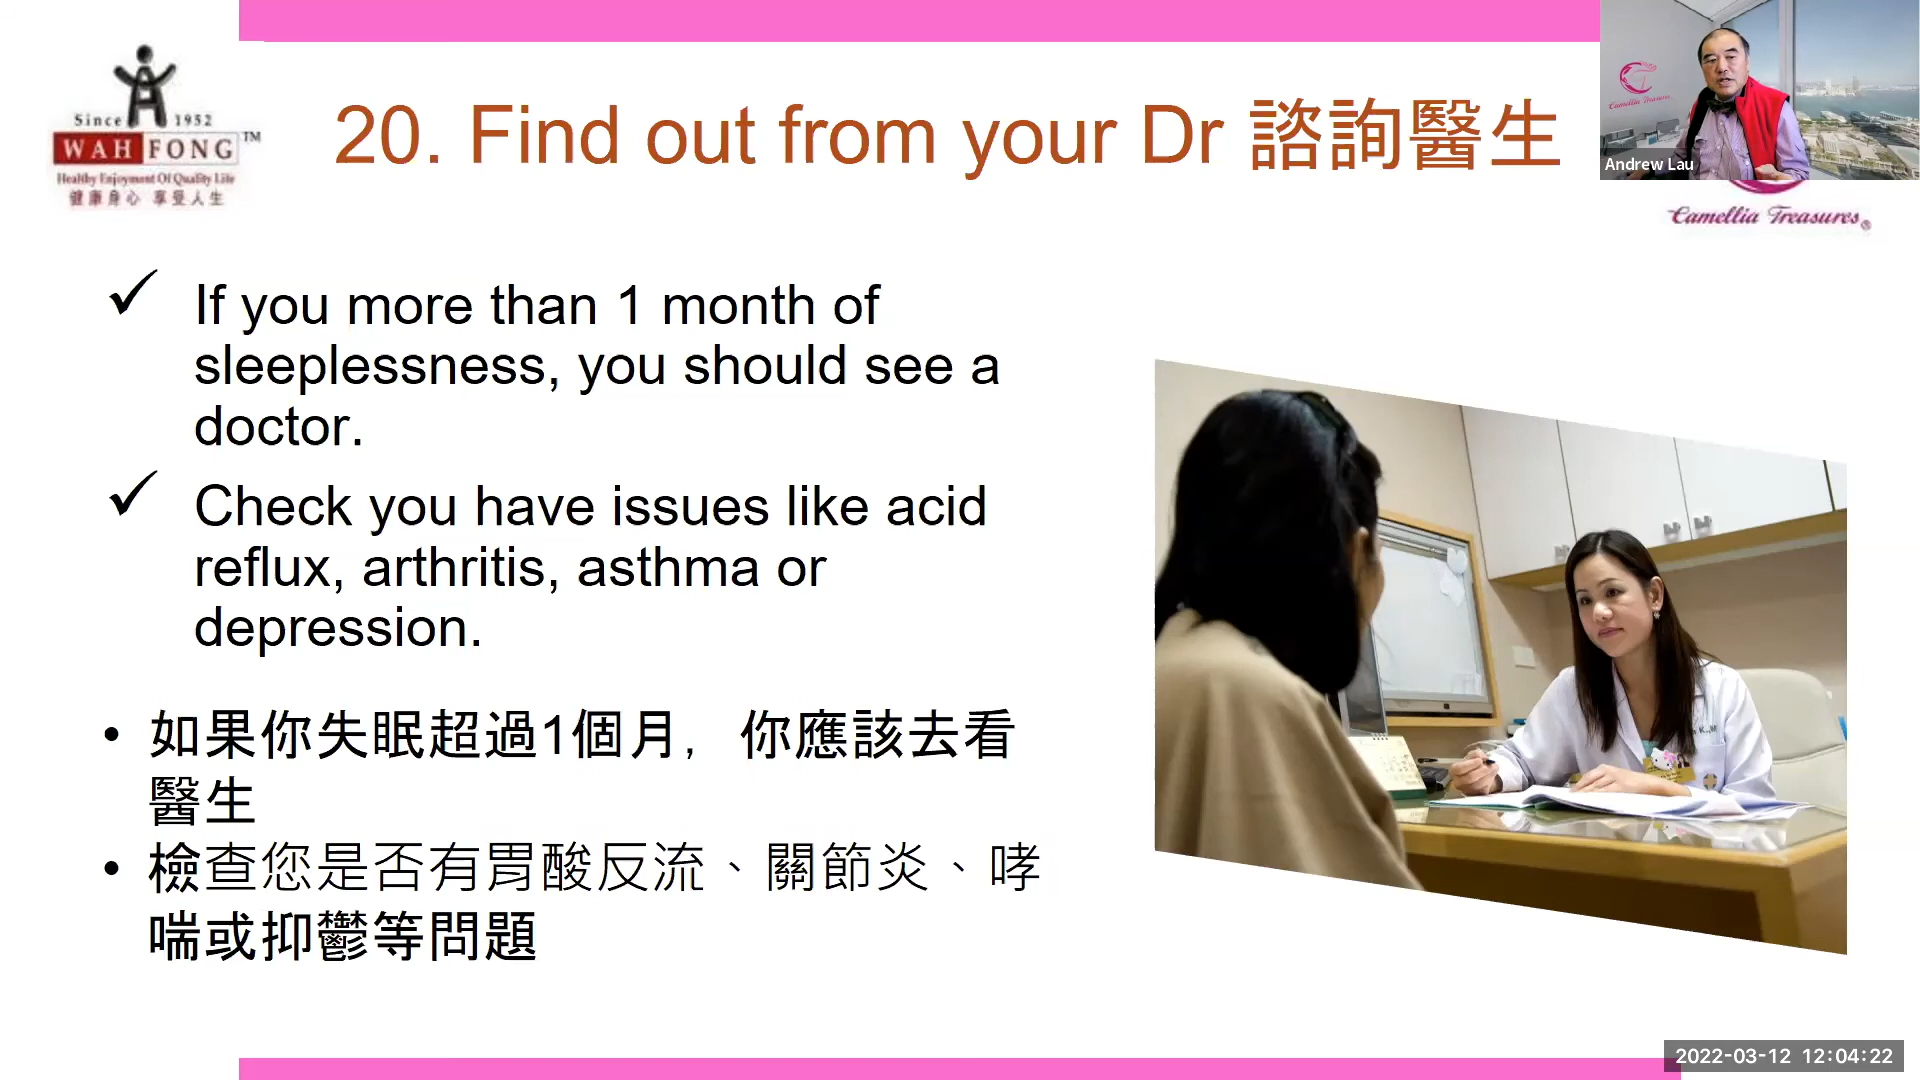 Since 1952
WAH FONG TM
Healthy Enjoyment Of Quality Life
健康身心 享受人生
20. Find out from your Dr 諮詢醫生
Camellia Treasures
Andrew Lau
Camellia Treasures®
✓ If you more than 1 month of
sleeplessness, you should see a
doctor.
✓ Check you have issues like acid
reflux, arthritis, asthma or
depression.
• 如果你失眠超過1個月， 你應該去看
醫生
• 檢查您是否有胃酸反流、關節炎、哮
喘或抑鬱等問題
2022-03-12 12:04:22